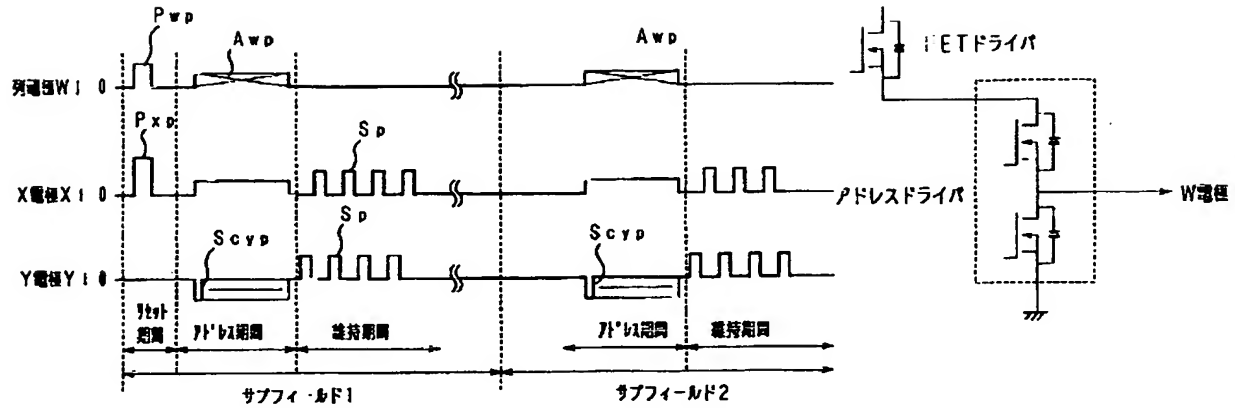 Pwp
Awp
Awp
列電極W: 0
Pxp
Sp
X電極X: 0
Sp
Scyp
Scyp
Y電極Y: 0
リセット
期間
アドレス期間
維持期間
アドレス期間
維持期間
サブフィールド1
サブフィールド2
FETドライバ
アドレスドライバ
W電極